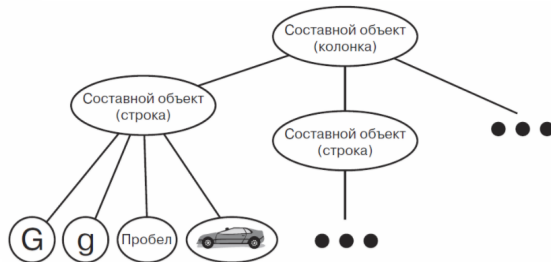 Составной объект
(колонка)
Составной объект
(строка)
Составной объект
(строка)
G
g
Пробел